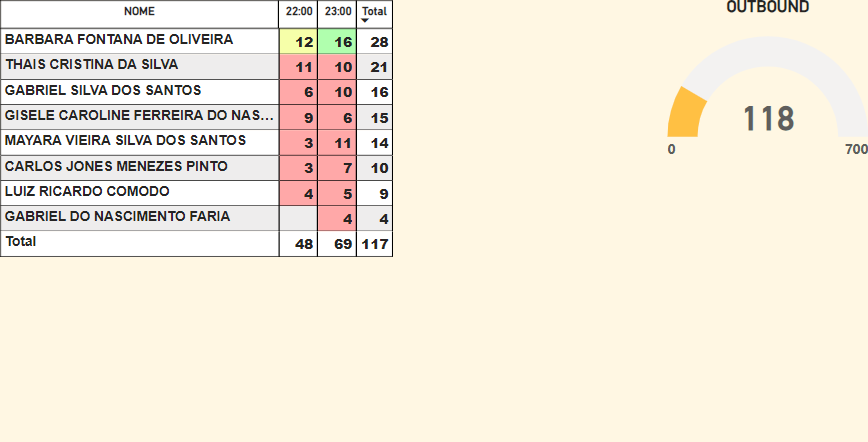 NOME 22:00 23:00 Total
BARBARA FONTANA DE OLIVEIRA 12 16 28
THAIS CRISTINA DA SILVA 11 10 21
GABRIEL SILVA DOS SANTOS 6 10 16
GISELE CAROLINE FERREIRA DO NAS... 9 6 15
MAYARA VIEIRA SILVA DOS SANTOS 3 11 14
CARLOS JONES MENEZES PINTO 3 7 10
LUIZ RICARDO COMODO 4 5 9
GABRIEL DO NASCIMENTO FARIA 4 4
Total 48 69 117
OUTBOUND
118
0 700